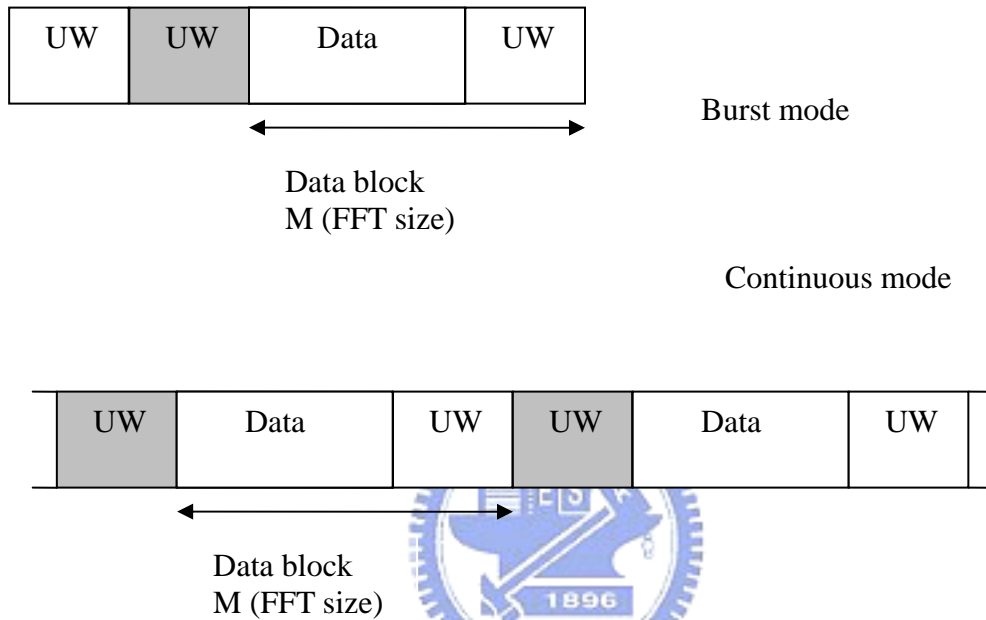 UW UW Data UW
Burst mode
Data block
M (FFT size)
Continuous mode
UW Data UW UW Data UW
Data block
M (FFT size)
1896